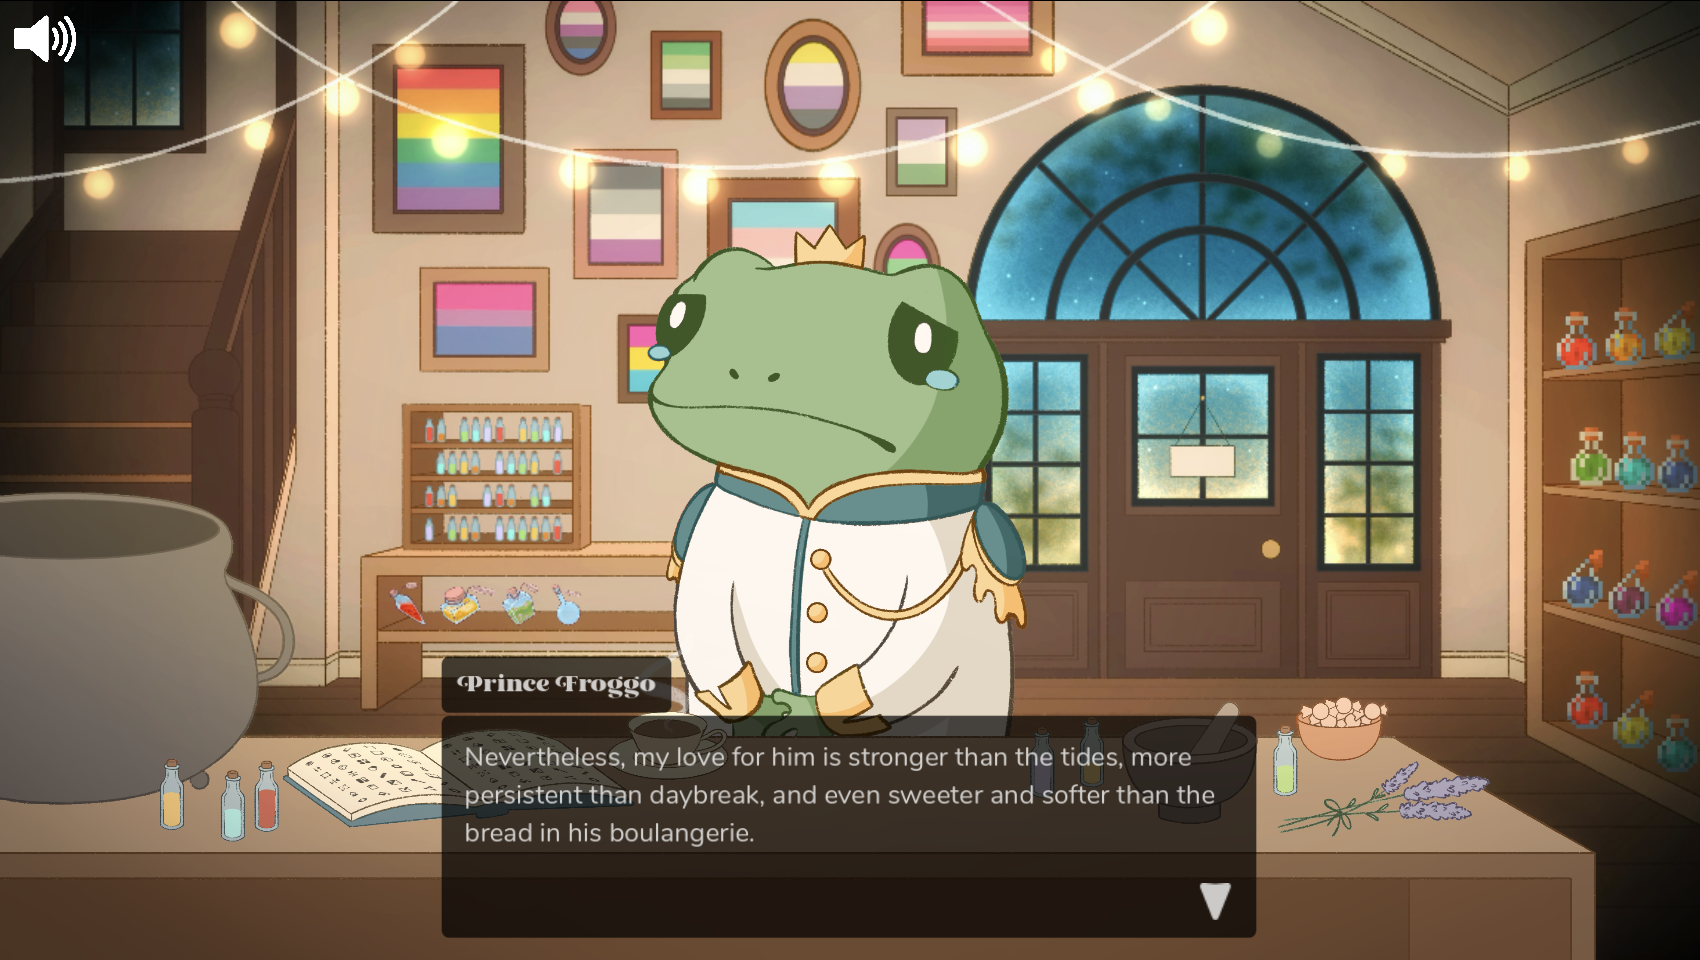 Prince Froggo
Nevertheless, my love for him is stronger than the tides, more
persistent than daybreak, and even sweeter and softer than the
bread in his boulangerie.